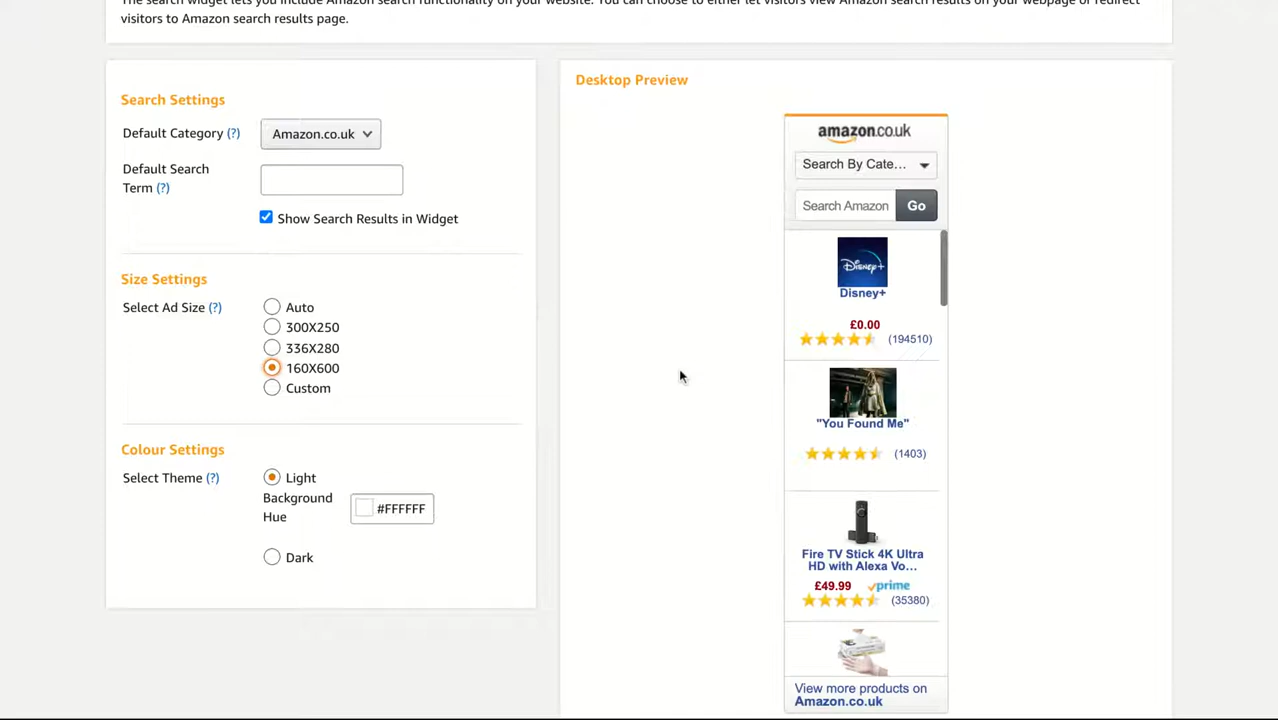 The search widget lets you include Amazon search functionality on your website. You can choose to either let visitors view Amazon search results on your webpage or redirect
visitors to Amazon search results page.
Search Settings
Default Category (?)
Amazon.co.uk
Default Search
Term (?)
Show Search Results in Widget
Size Settings
Select Ad Size (?)
Auto
300X250
336X280
160X600
Custom
Colour Settings
Select Theme (?)
Light
Background
Hue
#FFFFFF
Dark
Desktop Preview
amazon.co.uk
Search By Cate...
Search Amazon
Go
Disney+
Disney+
£0.00
(194510)
"You Found Me"
(1403)
Fire TV Stick 4K Ultra
HD with Alexa Vo...
£49.99 prime
(35380)
View more products on
Amazon.co.uk